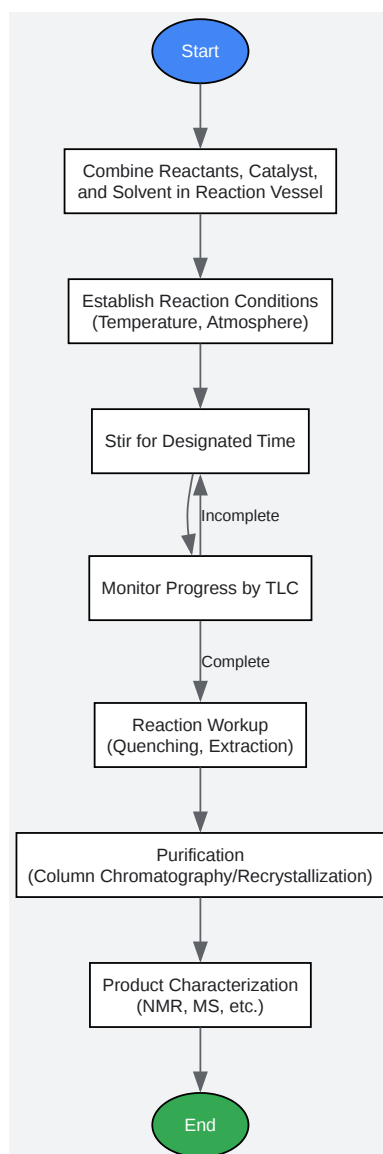 Start
Combine Reactants, Catalyst,
and Solvent in Reaction Vessel
Establish Reaction Conditions
(Temperature, Atmosphere)
Stir for Designated Time
Incomplete
Monitor Progress by TLC
Complete
Reaction Workup
(Quenching, Extraction)
Purification
(Column Chromatography/Recrystallization)
Product Characterization
(NMR, MS, etc.)
End